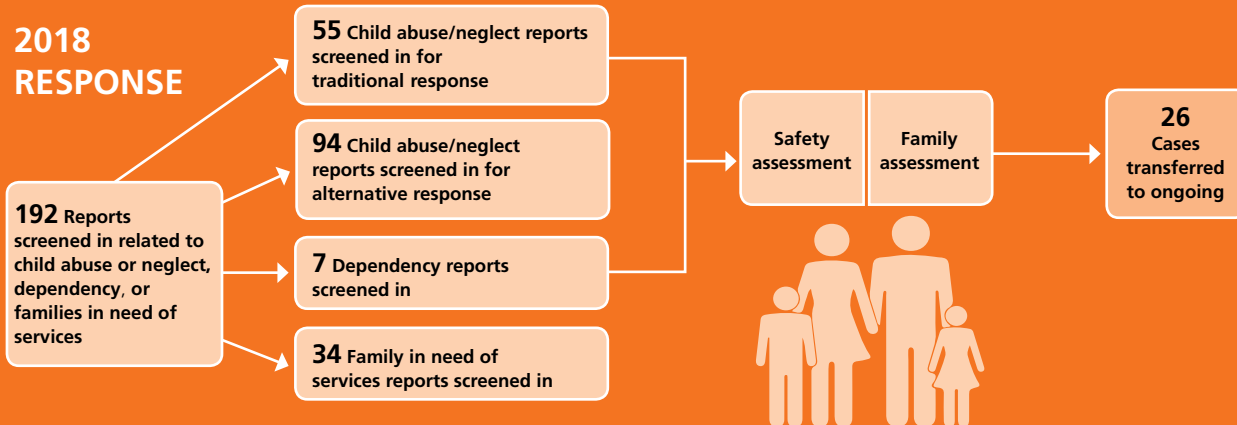 2018
RESPONSE
192 Reports
screened in related to
child abuse or neglect,
dependency, or
families in need of
services
55 Child abuse/neglect reports
screened in for
traditional response
94 Child abuse/neglect
reports screened in for
alternative response
7 Dependency reports
screened in
34 Family in need of
services reports screened in
Safety
assessment
Family
assessment
26
Cases
transferred
to ongoing